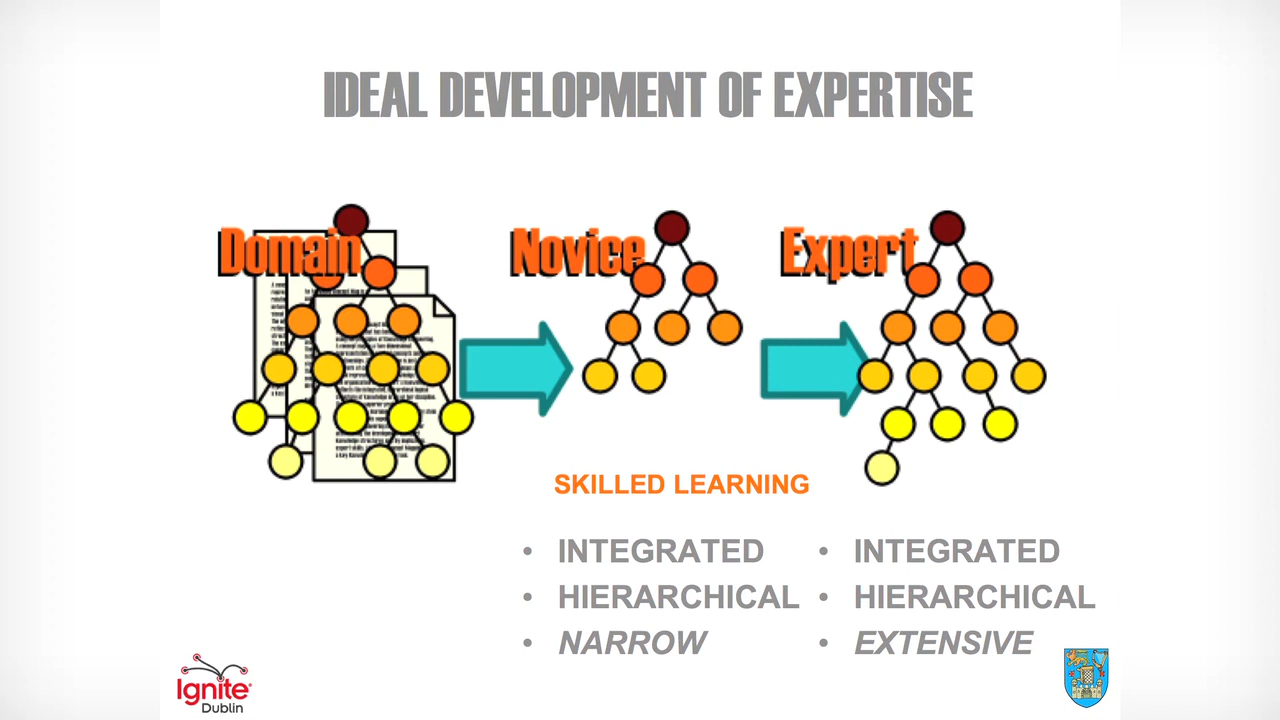 IDEAL DEVELOPMENT OF EXPERTISE
Domain
Novice
Expert
SKILLED LEARNING
• INTEGRATED
• HIERARCHICAL
• NARROW
• INTEGRATED
• HIERARCHICAL
• EXTENSIVE
Ignite
Dublin